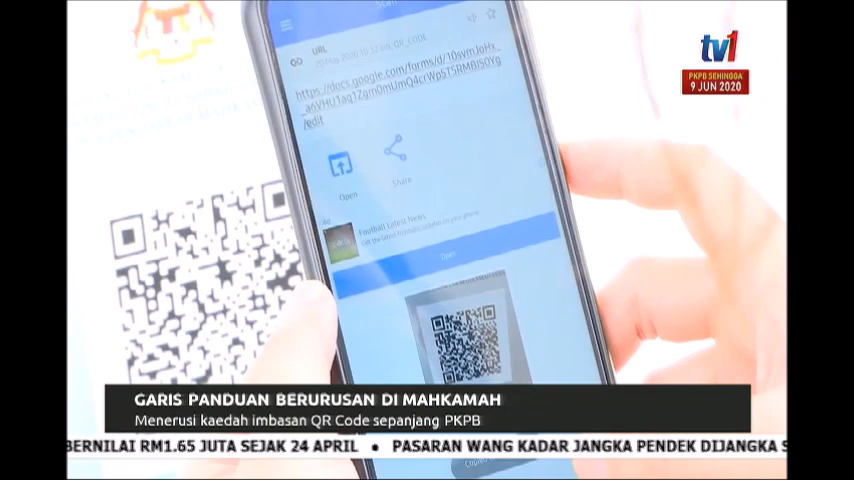 tv1
PKPB SEHINGGA
9 JUN 2020
URL
https://docs.google.com/forms/d/
/edit
Open
Share
Football Latest News
Open
GARIS PANDUAN BERURUSAN DI MAHKAMAH
Menerusi kaedah imbasan QR Code sepanjang PKPB
BERNILAI RM1.65 JUTA SEJAK 24 APRIL ● PASARAN WANG KADAR JANGKA PENDEK DIJANGKA S